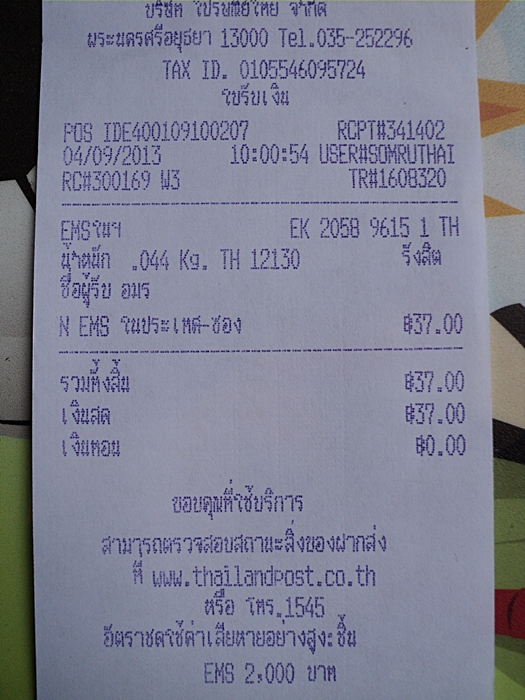 บริษัท ไปรษณีย์ไทย จำกัด
พระนครศรีอยุธยา 13000 Tel.035-252296
TAX ID. 0105546095724
ใบรับเงิน
POS IDE400109100207 RCPT#341402
04/09/2013 10:00:54 USER#SOMRUTHAI
RC#300169 W3 TR#1608320
EMSในฯ EK 2058 9615 1 TH
น้ำหนัก .044 Kg. TH 12130 รังสิต
ชื่อผู้รับ อมร
N EMS ในประเทศ-ซอง ฿37.00
รวมทั้งสิ้น ฿37.00
เงินสด ฿37.00
เงินทอน ฿0.00
ขอบคุณที่ใช้บริการ
สามารถตรวจสอบสถานะสิ่งของฝากส่ง
ที่ www.thailandpost.co.th
หรือ โทร.1545
อัตราชดใช้ค่าเสียหายอย่างสูง:ชิ้น
EMS 2,000 บาท